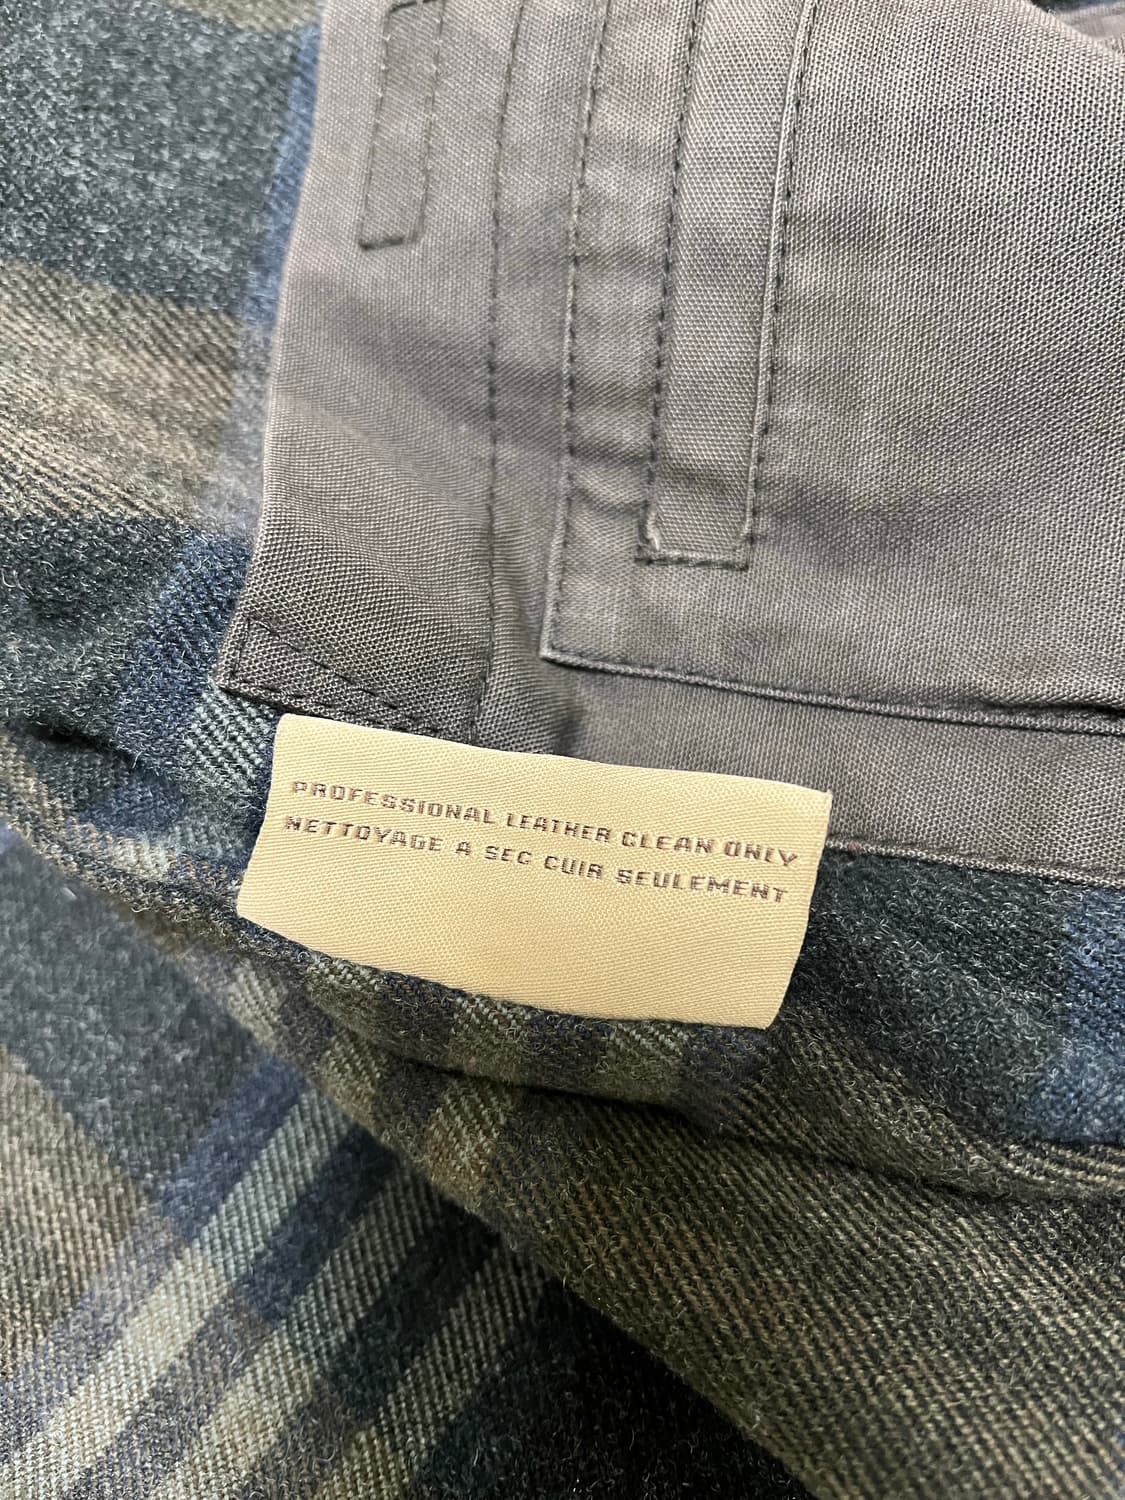 PROFESSIONAL LEATHER CLEAN ONLY
NETTOYAGE A SEC CUIR SEULEMENT